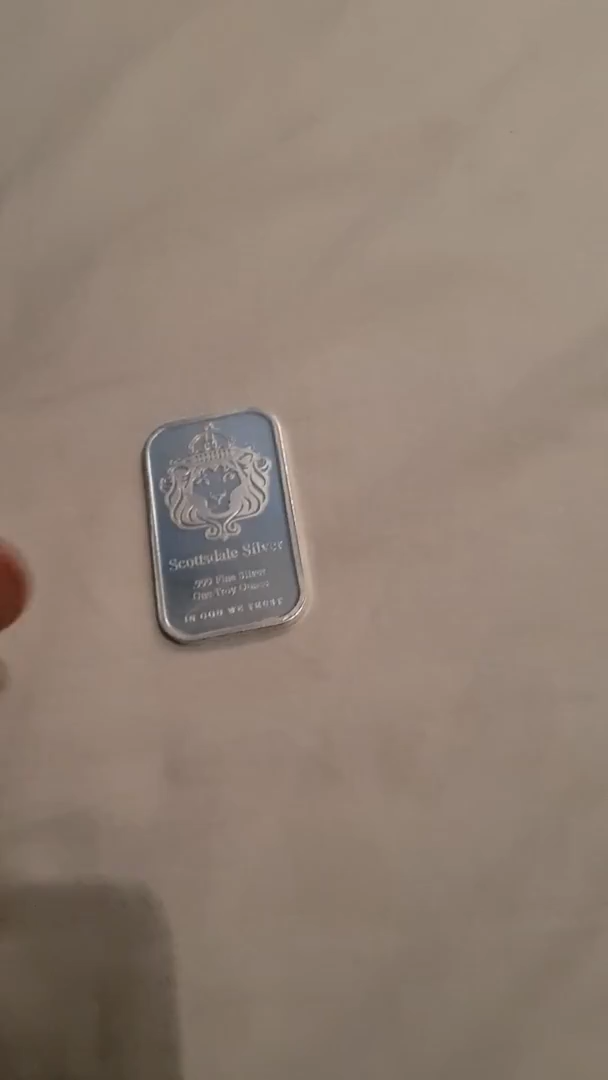 Scottsdale Silver
.999 Fine Silver
One Troy Ounce
IN GOD WE TRUST